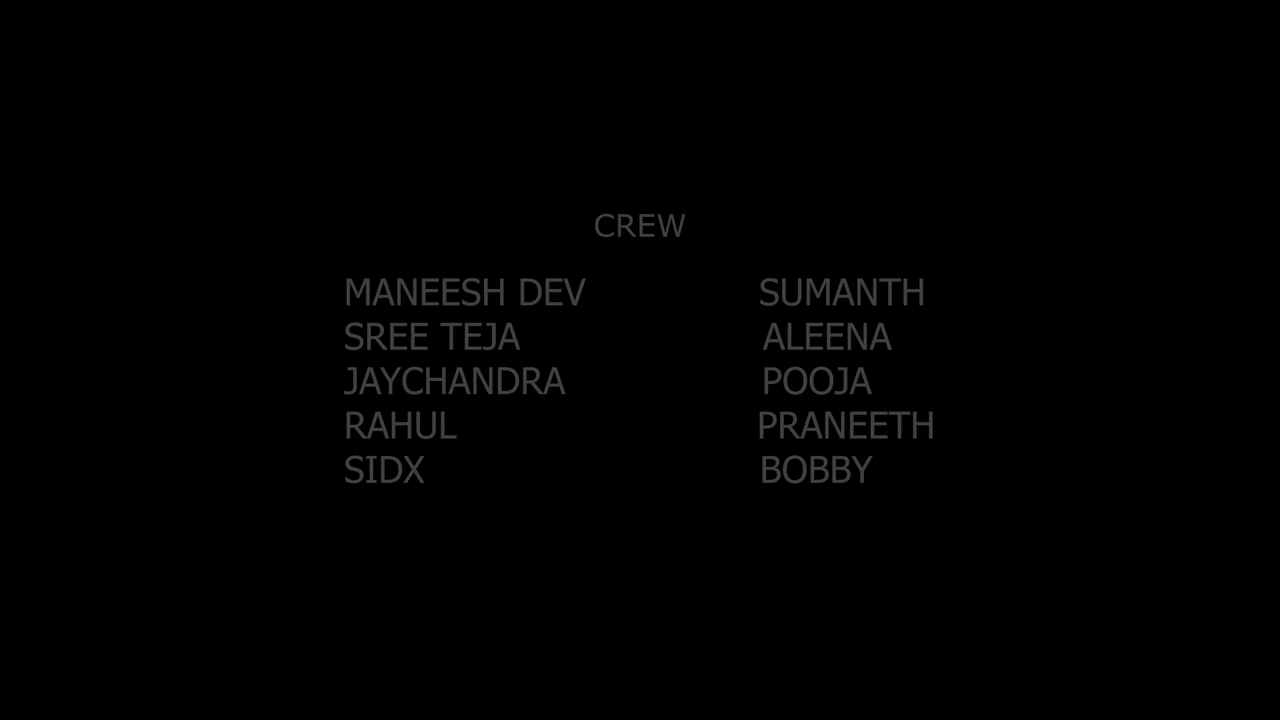 CREW
MANEESH DEV SUMANTH
SREE TEJA ALEENA
JAYCHANDRA POOJA
RAHUL PRANEETH
SIDX BOBBY